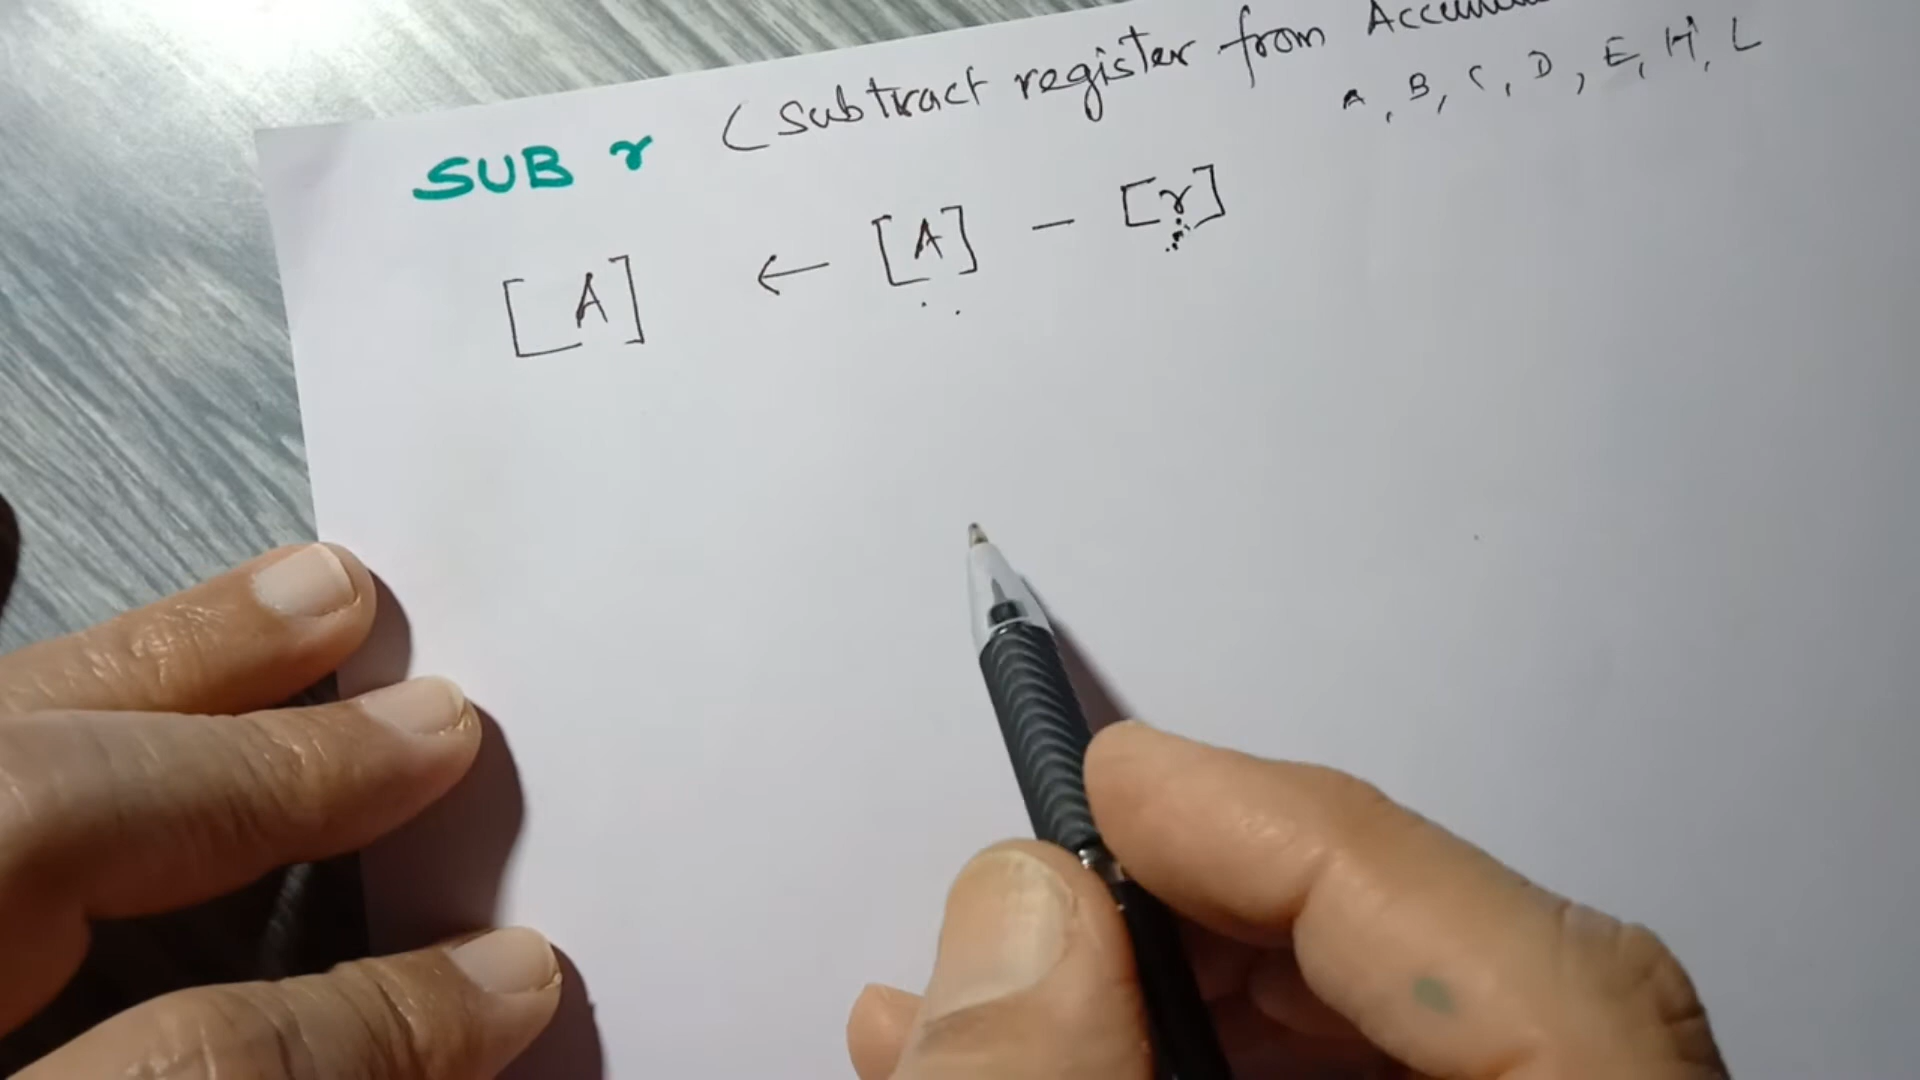 SUB r (Subtract register from
A, B, C, D, E, H, L
[A] ← [A] - [r]